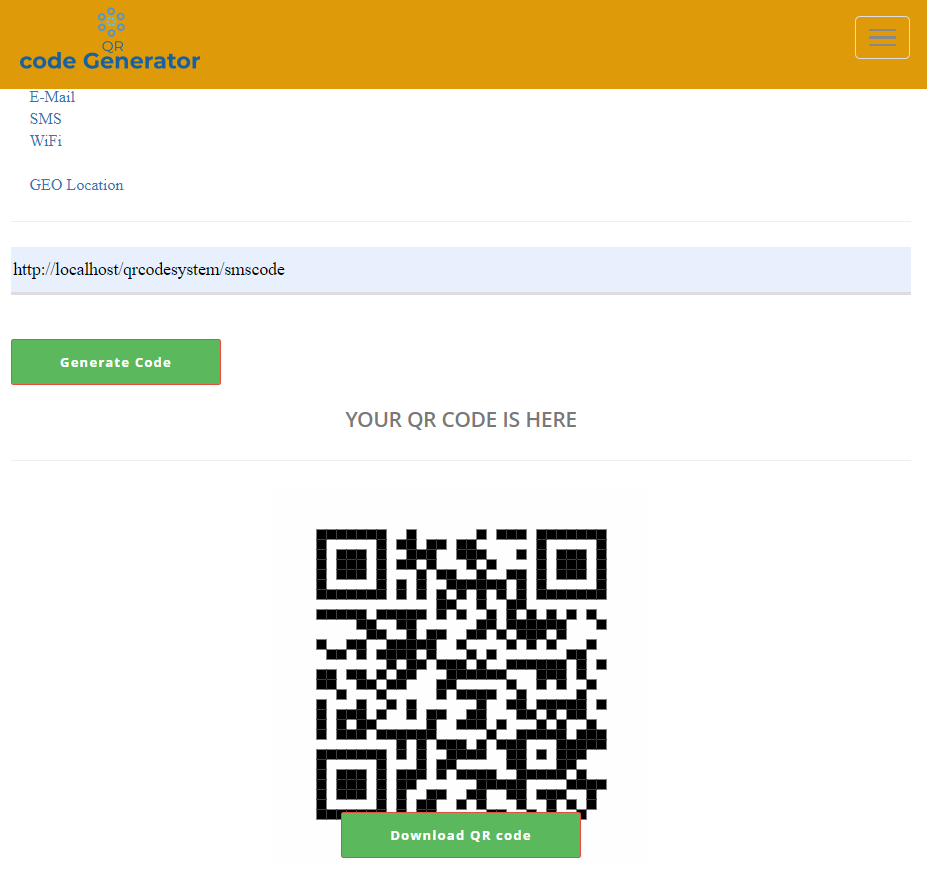 QR
code Generator
E-Mail
SMS
WiFi
GEO Location
http://localhost/qrcodesystem/smscode
Generate Code
YOUR QR CODE IS HERE
Download QR code